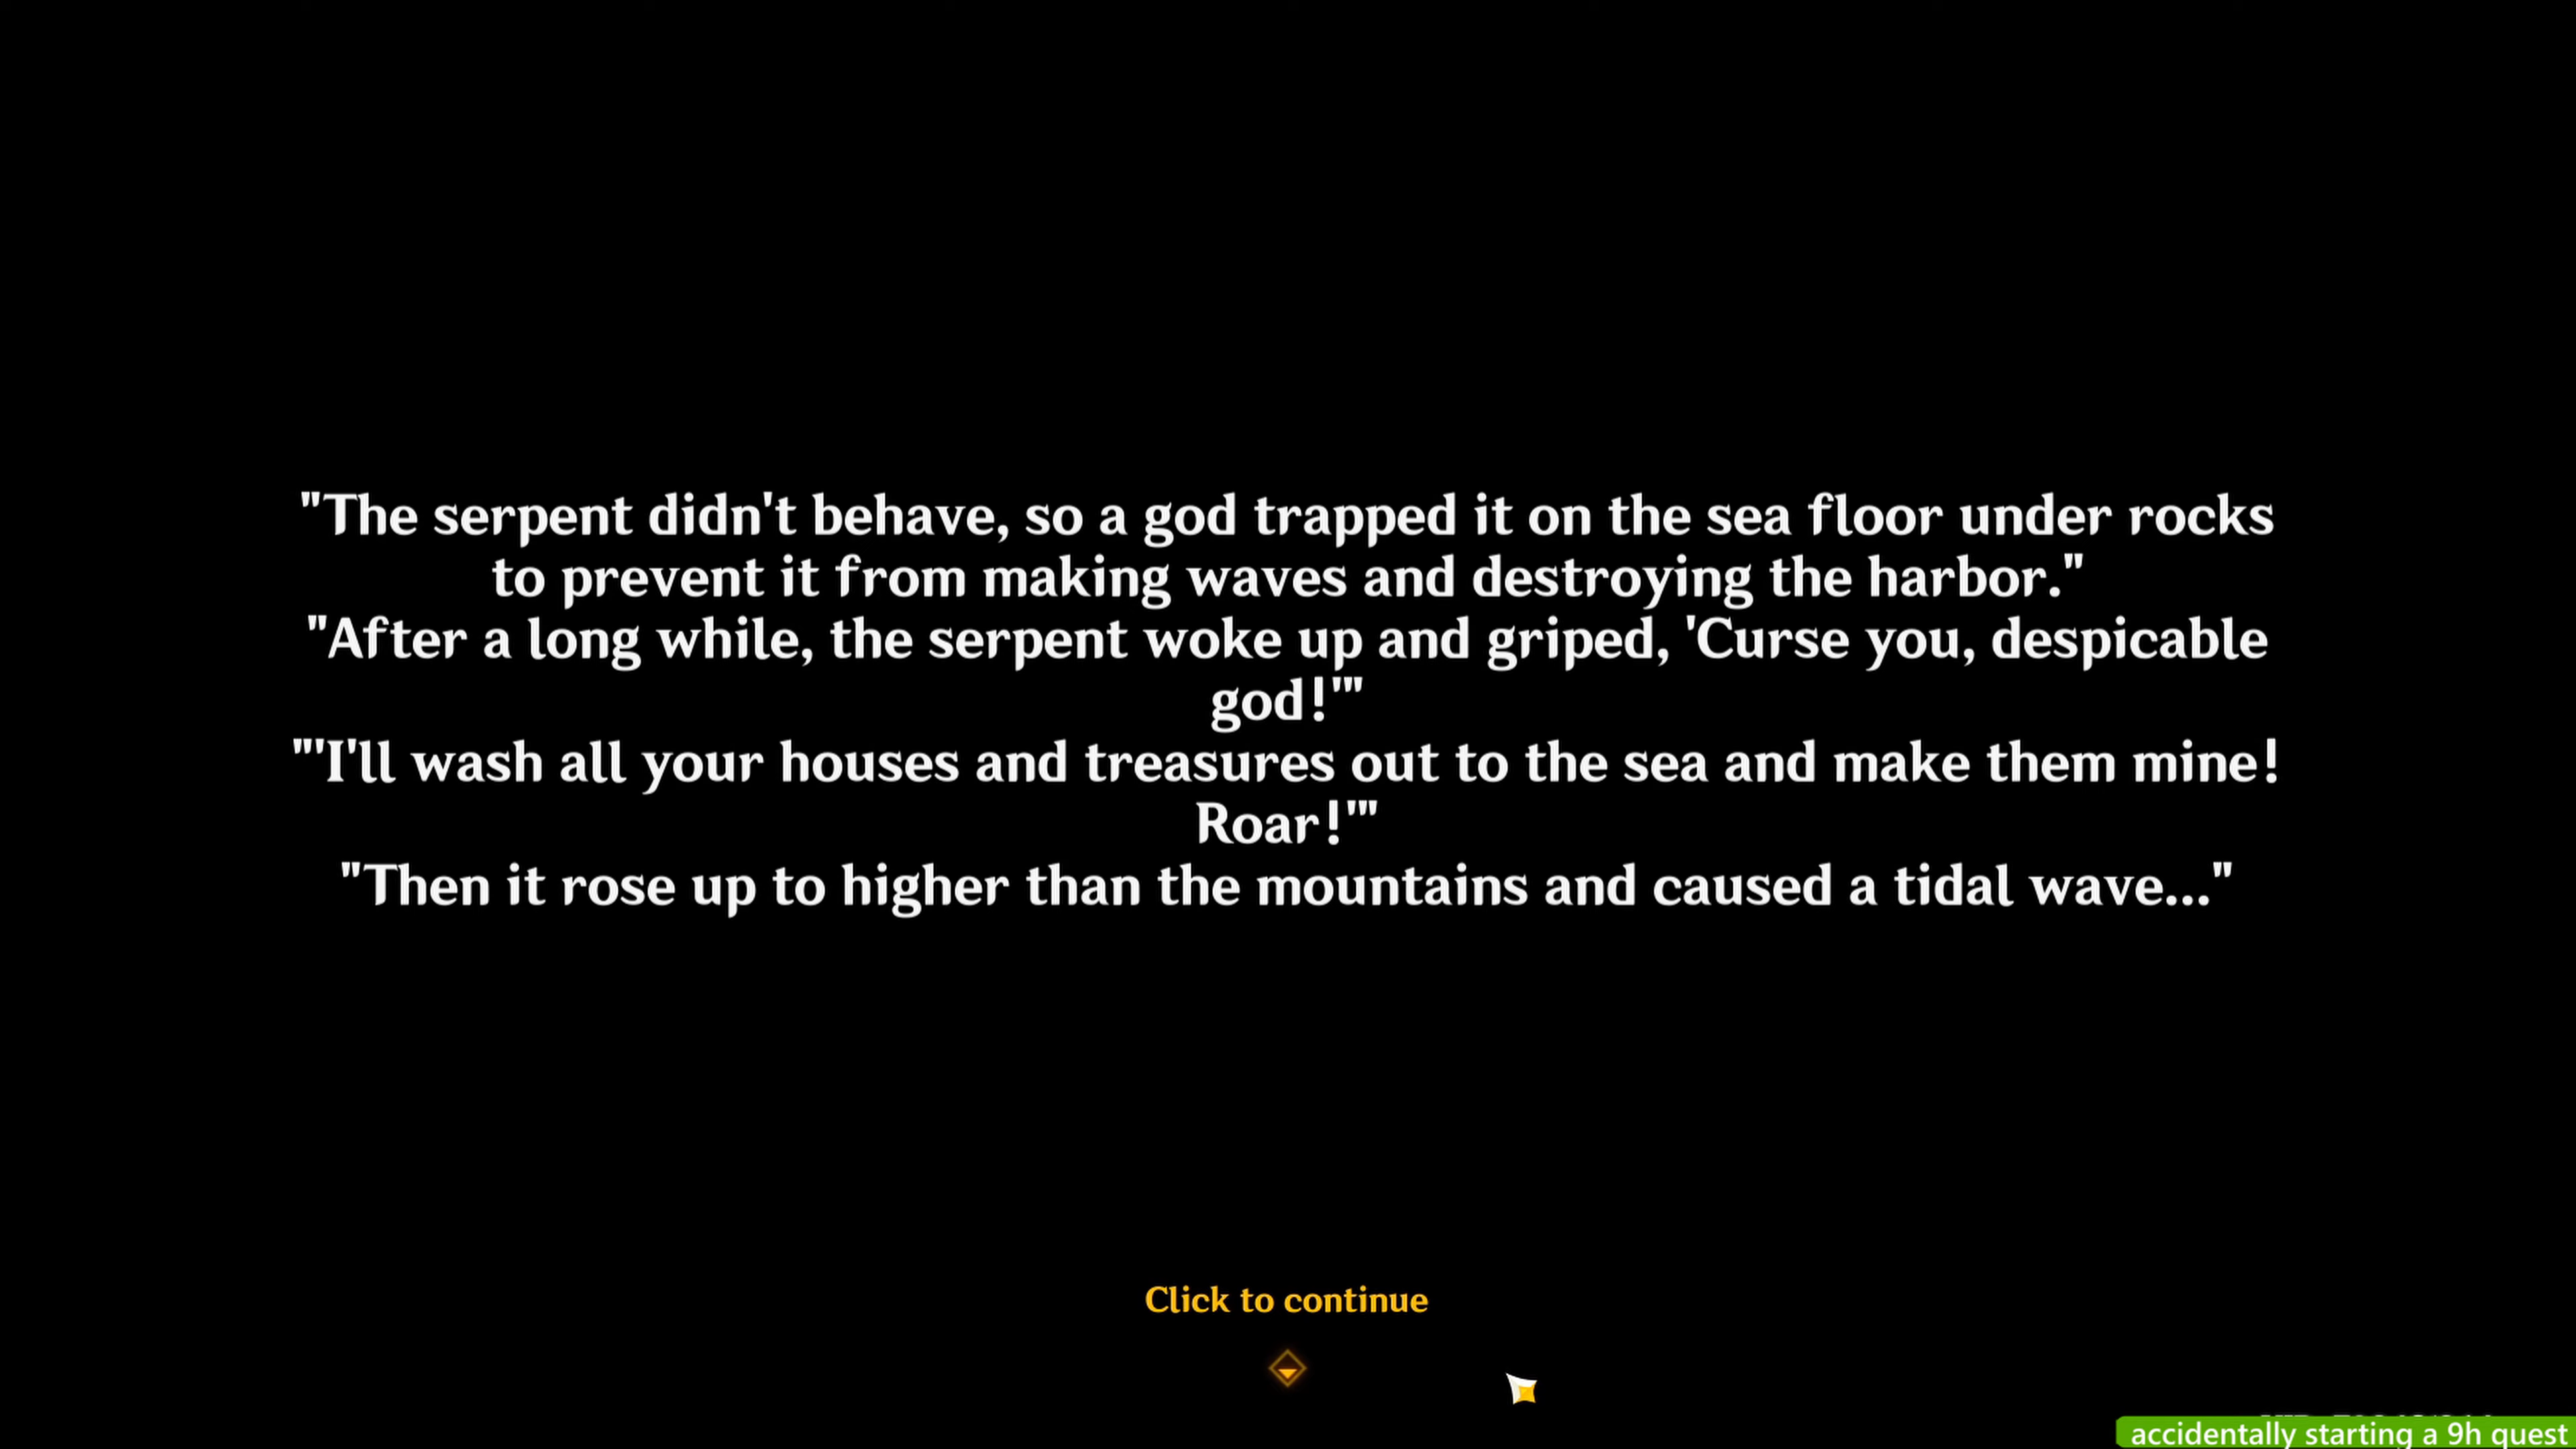 "The serpent didn't behave, so a god trapped it on the sea floor under rocks
to prevent it from making waves and destroying the harbor."
"After a long while, the serpent woke up and griped, 'Curse you, despicable
god!'"
"'I'll wash all your houses and treasures out to the sea and make them mine!
Roar!'"
"Then it rose up to higher than the mountains and caused a tidal wave..."
Click to continue
accidentally starting a 9h quest